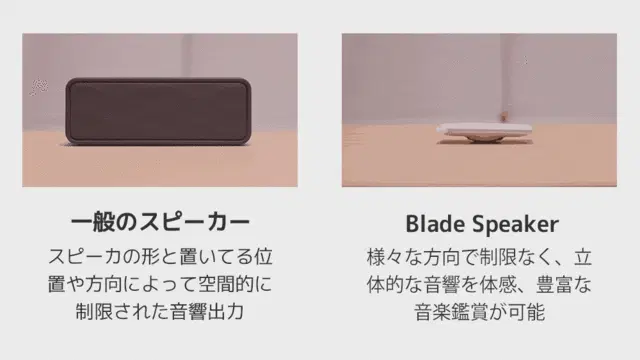 一般のスピーカー
スピーカの形と置いてる位
置や方向によって空間的に
制限された音響出力
Blade Speaker
様々な方向で制限なく、立
体的な音響を体感、豊富な
音楽鑑賞が可能